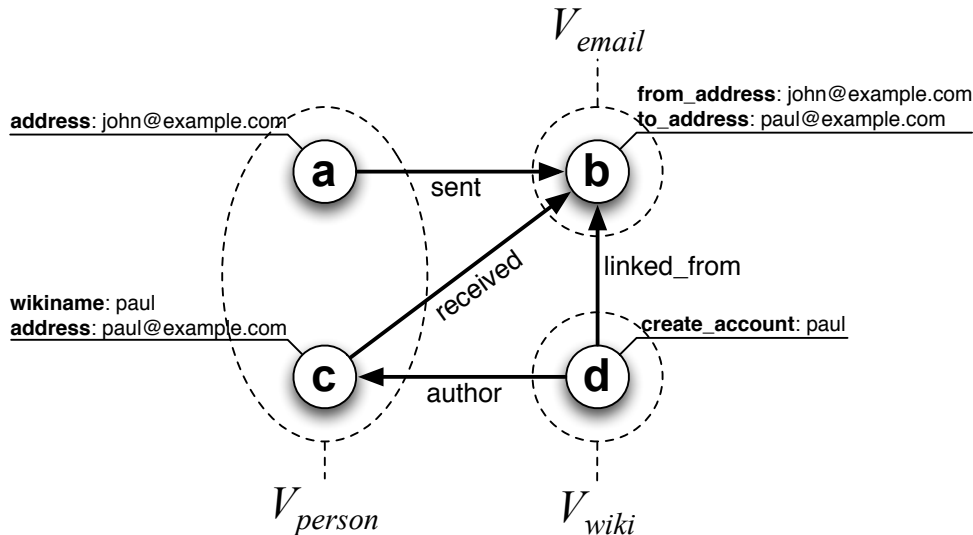 V_email
from_address: john@example.com
address: john@example.com
to_address: paul@example.com
a
b
sent
received
linked_from
wikiname: paul
address: paul@example.com
create_account: paul
c
d
author
V_person
V_wiki